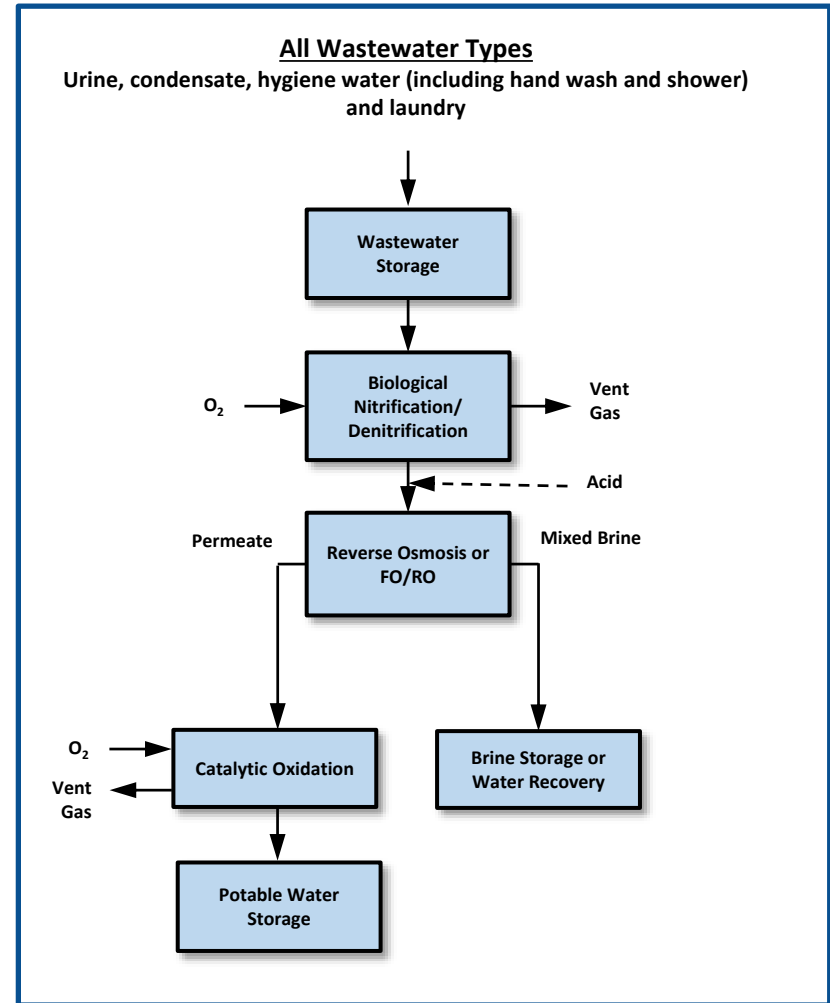 All Wastewater Types
Urine, condensate, hygiene water (including hand wash and shower)
and laundry
Wastewater
Storage
O₂
Biological
Nitrification/
Denitrification
Vent
Gas
Acid
Permeate
Reverse Osmosis or
FO/RO
Mixed Brine
O₂
Vent
Gas
Catalytic Oxidation
Brine Storage or
Water Recovery
Potable Water
Storage